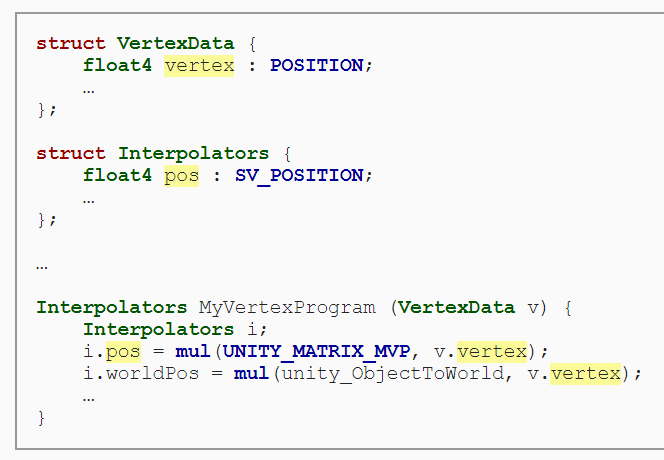 struct VertexData {
float4 vertex : POSITION;
…
};
struct Interpolators {
float4 pos : SV_POSITION;
…
};
…
Interpolators MyVertexProgram (VertexData v) {
Interpolators i;
i.pos = mul(UNITY_MATRIX_MVP, v.vertex);
i.worldPos = mul(unity_ObjectToWorld, v.vertex);
…
}